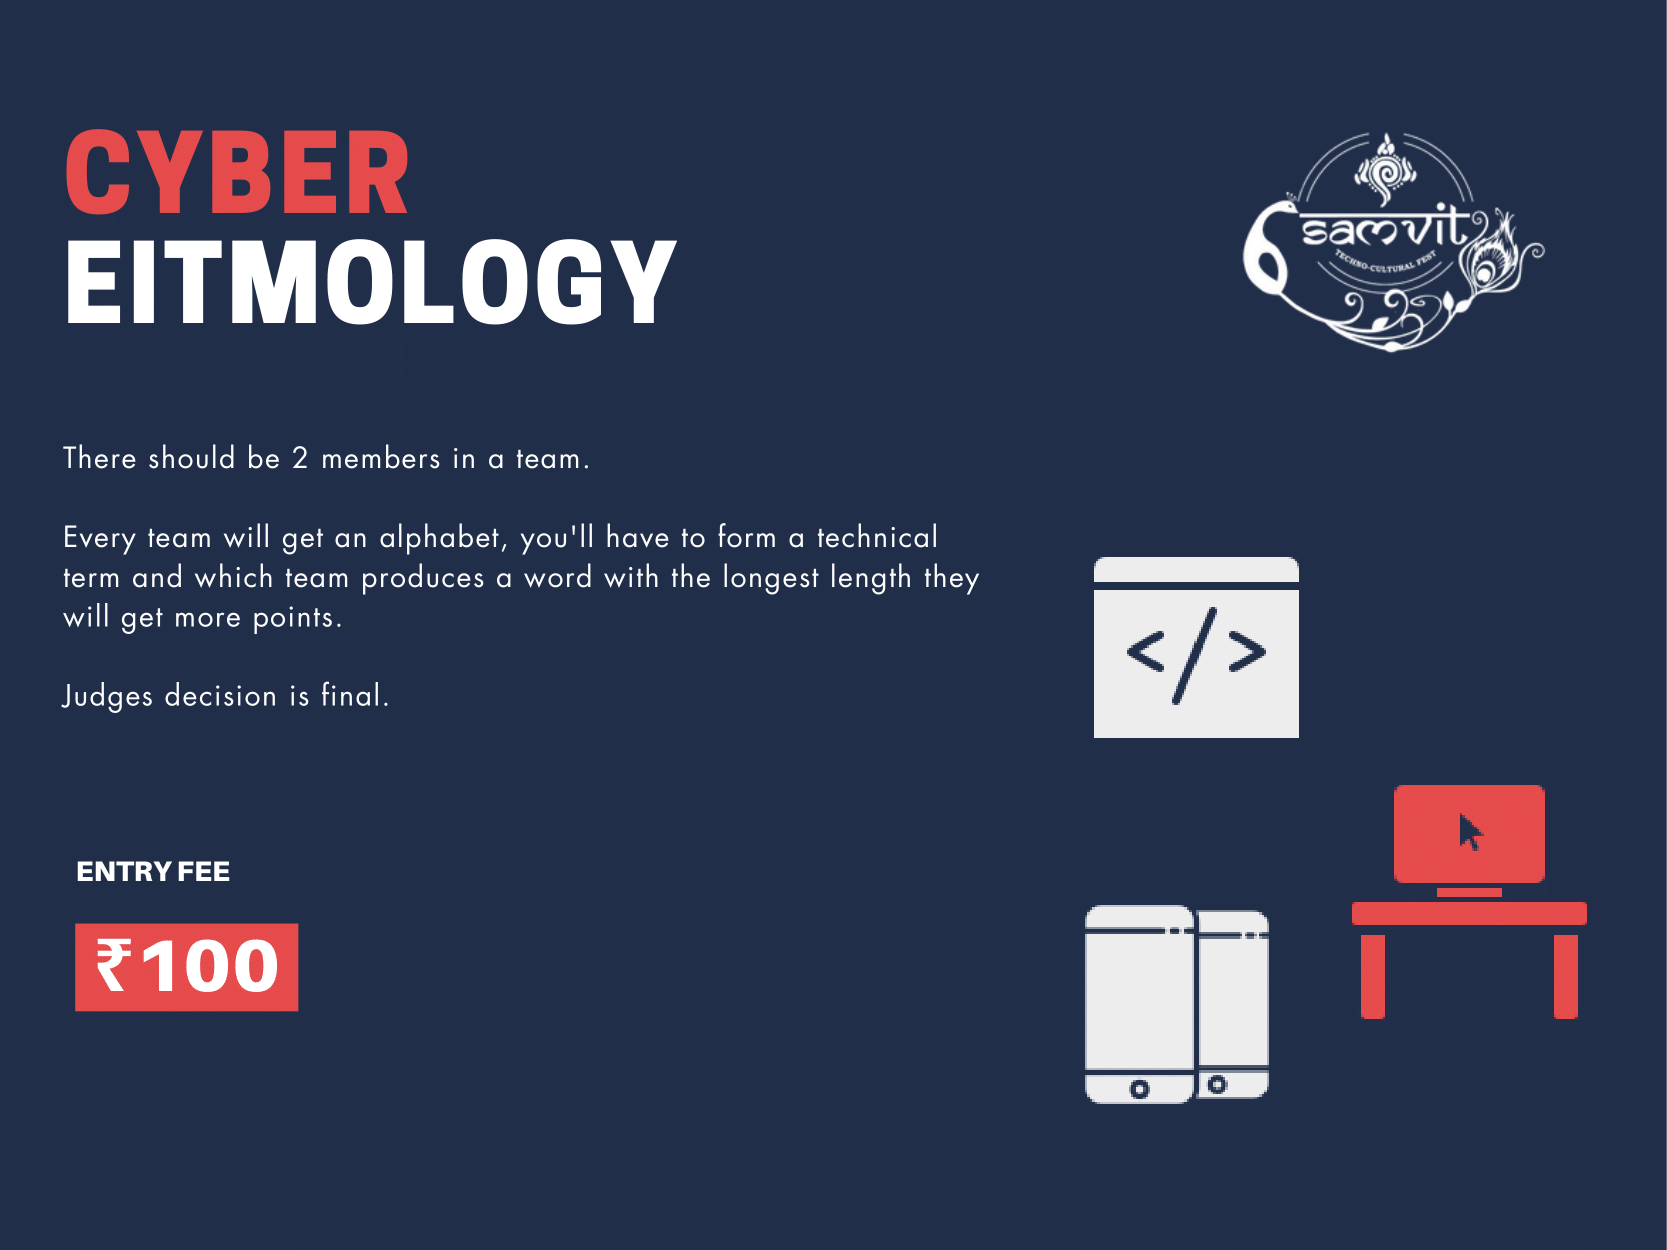 CYBER
EITMOLOGY
samvit
TECHNO-CULTURAL FEST
There should be 2 members in a team.
Every team will get an alphabet, you'll have to form a technical
term and which team produces a word with the longest length they
will get more points.
Judges decision is final.
</>
ENTRY FEE
₹100